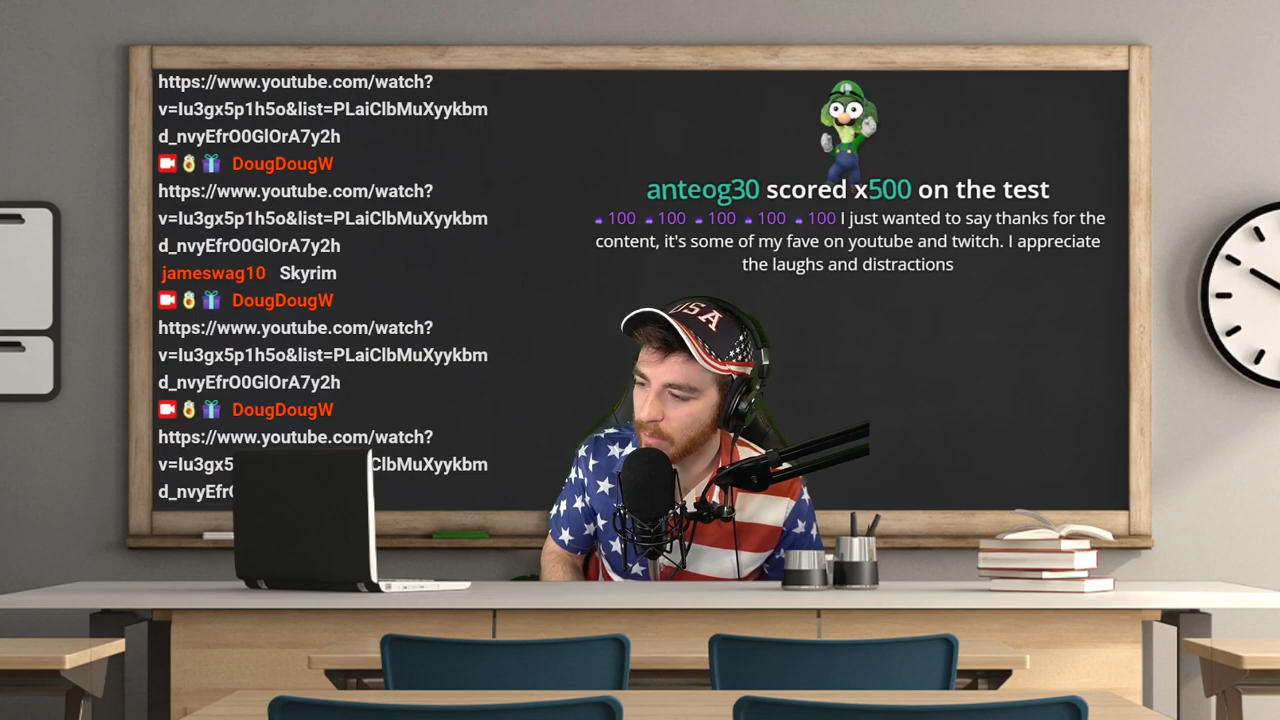 https://www.youtube.com/watch?
v=Iu3gx5p1h5o&list=PLaiClbMuXyykbm
d_nvyEfrO0GlOrA7y2h
DougDougW
https://www.youtube.com/watch?
v=Iu3gx5p1h5o&list=PLaiClbMuXyykbm
d_nvyEfrO0GlOrA7y2h
jameswag10 Skyrim
DougDougW
https://www.youtube.com/watch?
v=Iu3gx5p1h5o&list=PLaiClbMuXyykbm
d_nvyEfrO0GlOrA7y2h
DougDougW
https://www.youtube.com/watch?
v=Iu3gx5 ClbMuXyykbm
d_nvyEfr
anteog30 scored x500 on the test
100 100 100 100 100 I just wanted to say thanks for the
content, it's some of my fave on youtube and twitch. I appreciate
the laughs and distractions
USA